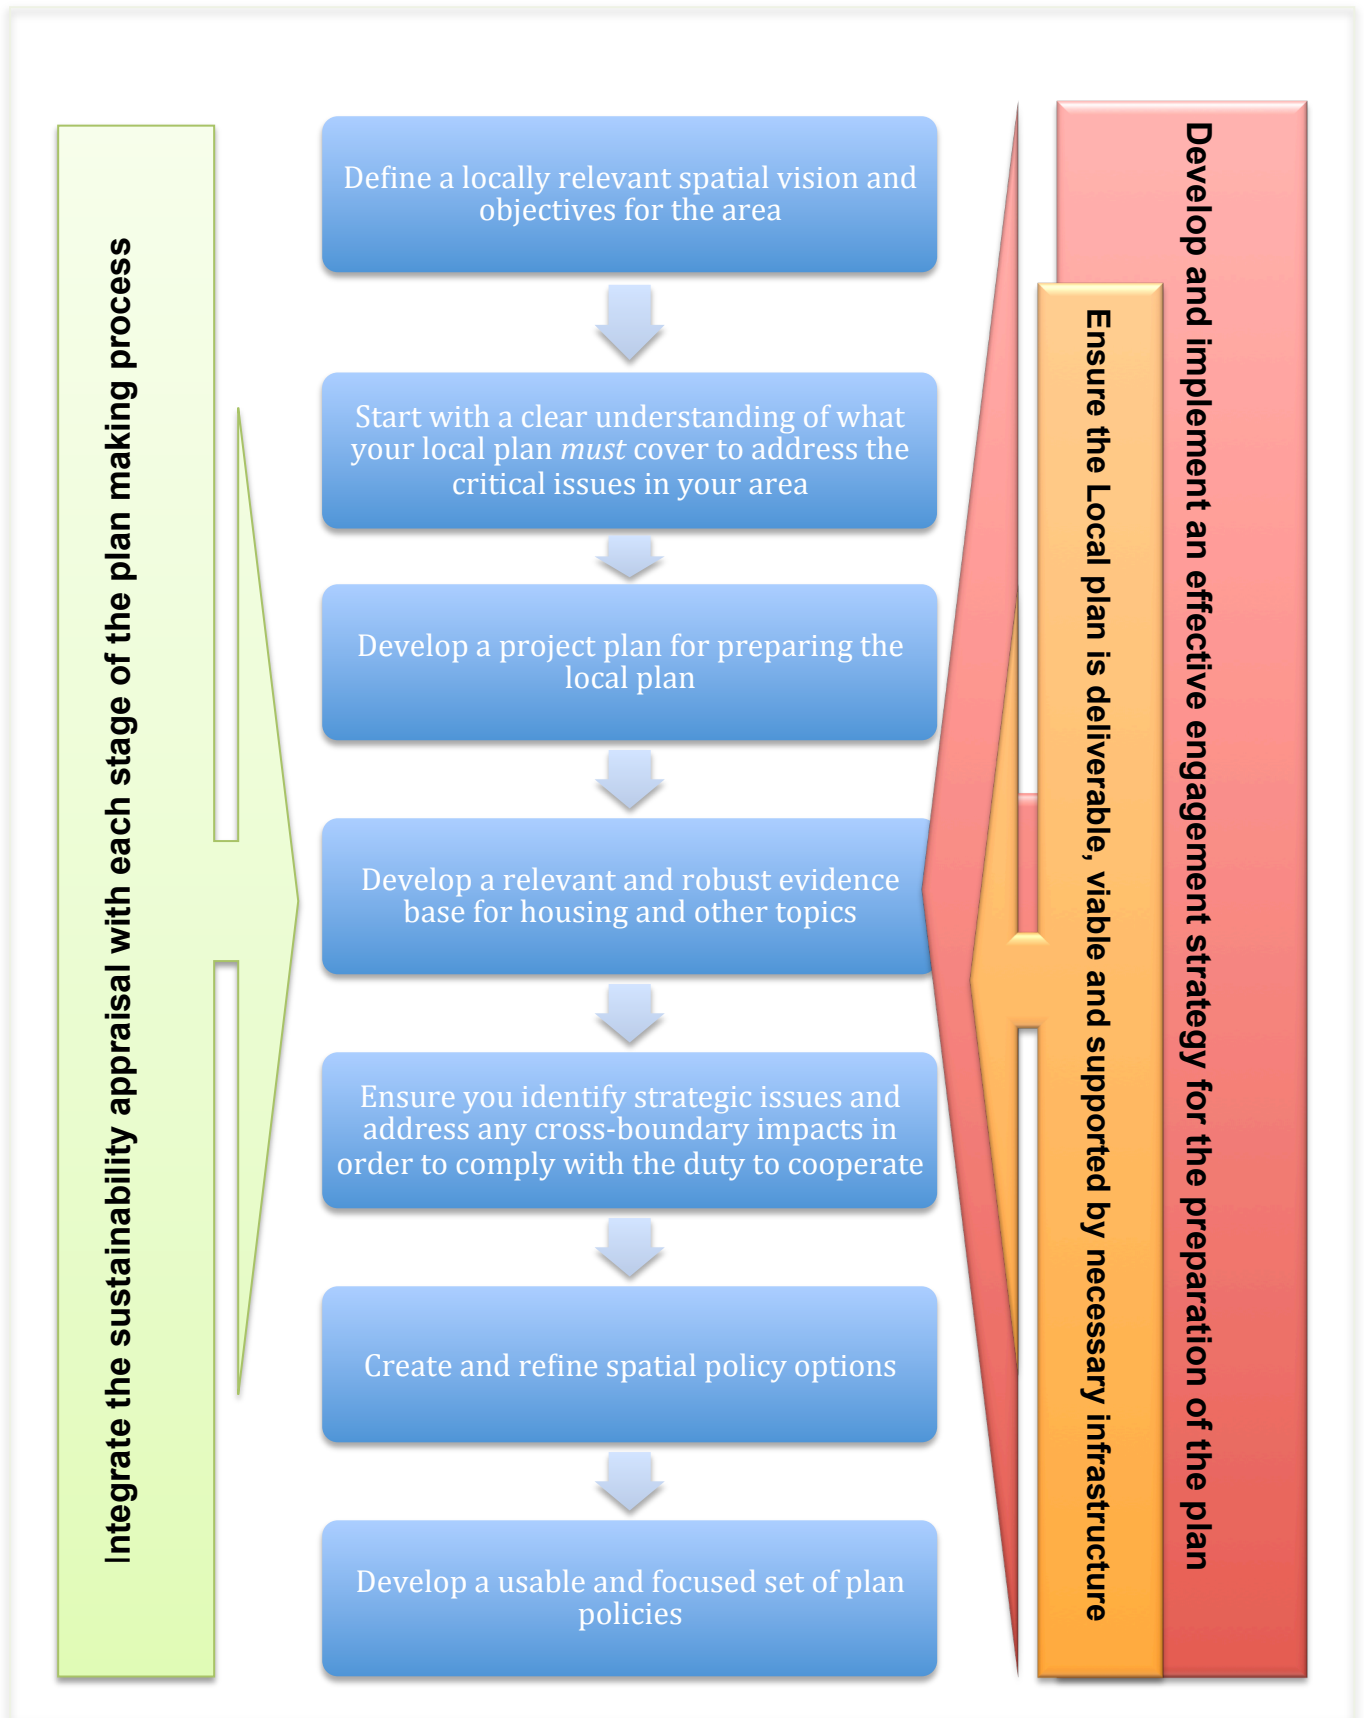 Integrate the sustainability appraisal with each stage of the plan making process
Define a locally relevant spatial vision and
objectives for the area
Start with a clear understanding of what
your local plan must cover to address the
critical issues in your area
Develop a project plan for preparing the
local plan
Develop a relevant and robust evidence
base for housing and other topics
Ensure you identify strategic issues and
address any cross-boundary impacts in
order to comply with the duty to cooperate
Create and refine spatial policy options
Develop a usable and focused set of plan
policies
Ensure the Local plan is deliverable, viable and supported by necessary infrastructure
Develop and implement an effective engagement strategy for the preparation of the plan